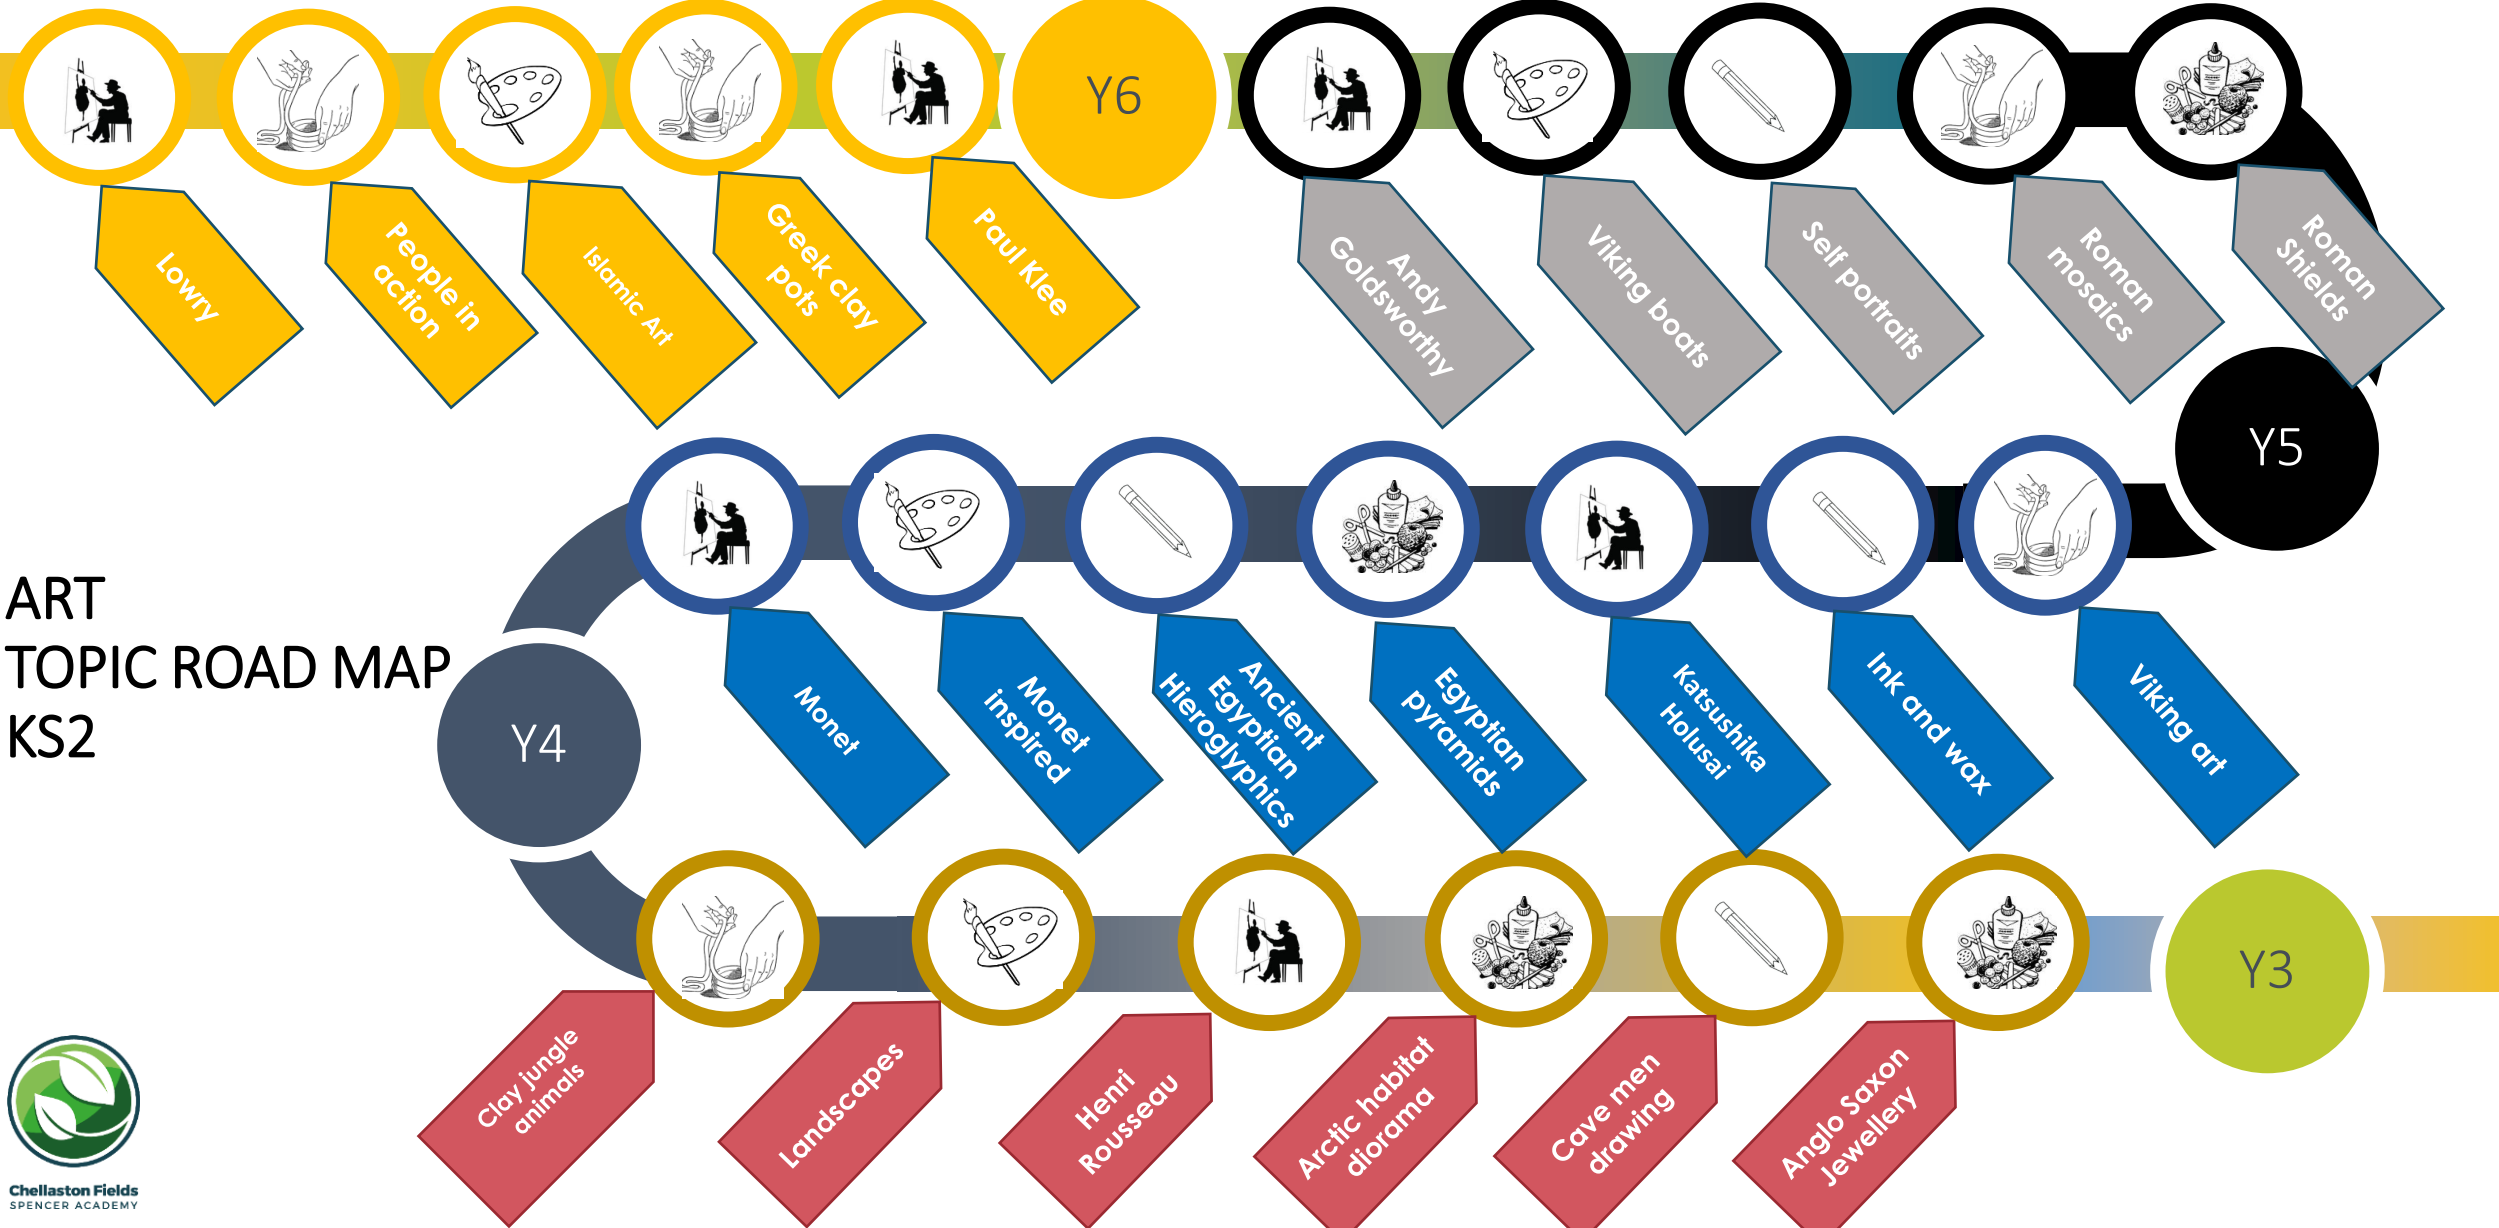 Y6
Lowry
People in
action
Islamic Art
Greek clay
pots
Paul Klee
Andy
Goldsworthy
Viking boats
Self portraits
Roman
mosaics
Roman
Shields
Y5
ART
TOPIC ROAD MAP
KS2
Y4
Monet
Monet
inspired
Ancient
Egyptian
Hieroglyphics
Egyptian
pyramids
Katsushika
Holusai
Ink and wax
Viking art
Y3
Clay jungle
animals
Landscapes
Henri
Rousseau
Arctic habitat
diorama
Cave men
drawing
Anglo Saxon
Jewellery
Chellaston Fields
SPENCER ACADEMY